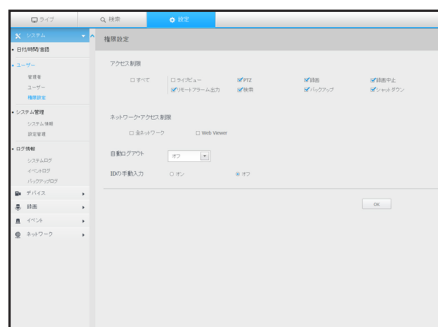 ライブ 検索 設定
システム
権限設定
日付/時間/言語
ユーザー
管理者
ユーザー
権限設定
システム管理
システム情報
設定管理
ログ情報
システムログ
イベントログ
バックアップログ
デバイス
録画
イベント
ネットワーク
アクセス制限
すべて ライブビュー PTZ 録画 録画中止
リモートアラーム出力 検索 バックアップ シャットダウン
ネットワークアクセス制限
全ネットワーク Web Viewer
自動ログアウト オフ
IDの手動入力 オン オフ
OK